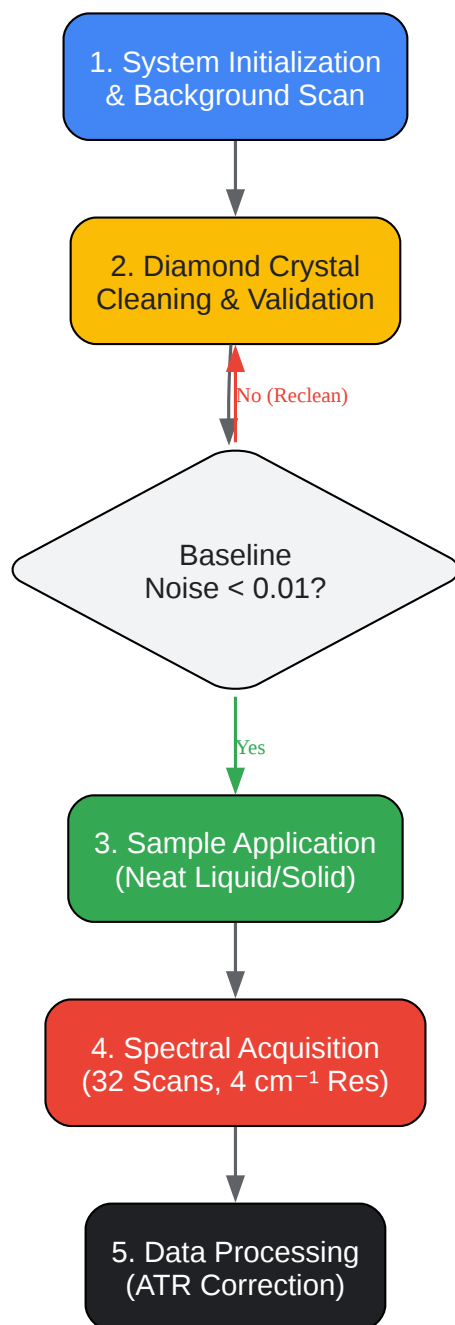 1. System Initialization
& Background Scan
2. Diamond Crystal
Cleaning & Validation
No (Reclean)
Baseline
Noise < 0.01?
Yes
3. Sample Application
(Neat Liquid/Solid)
4. Spectral Acquisition
(32 Scans, 4 cm⁻¹ Res)
5. Data Processing
(ATR Correction)